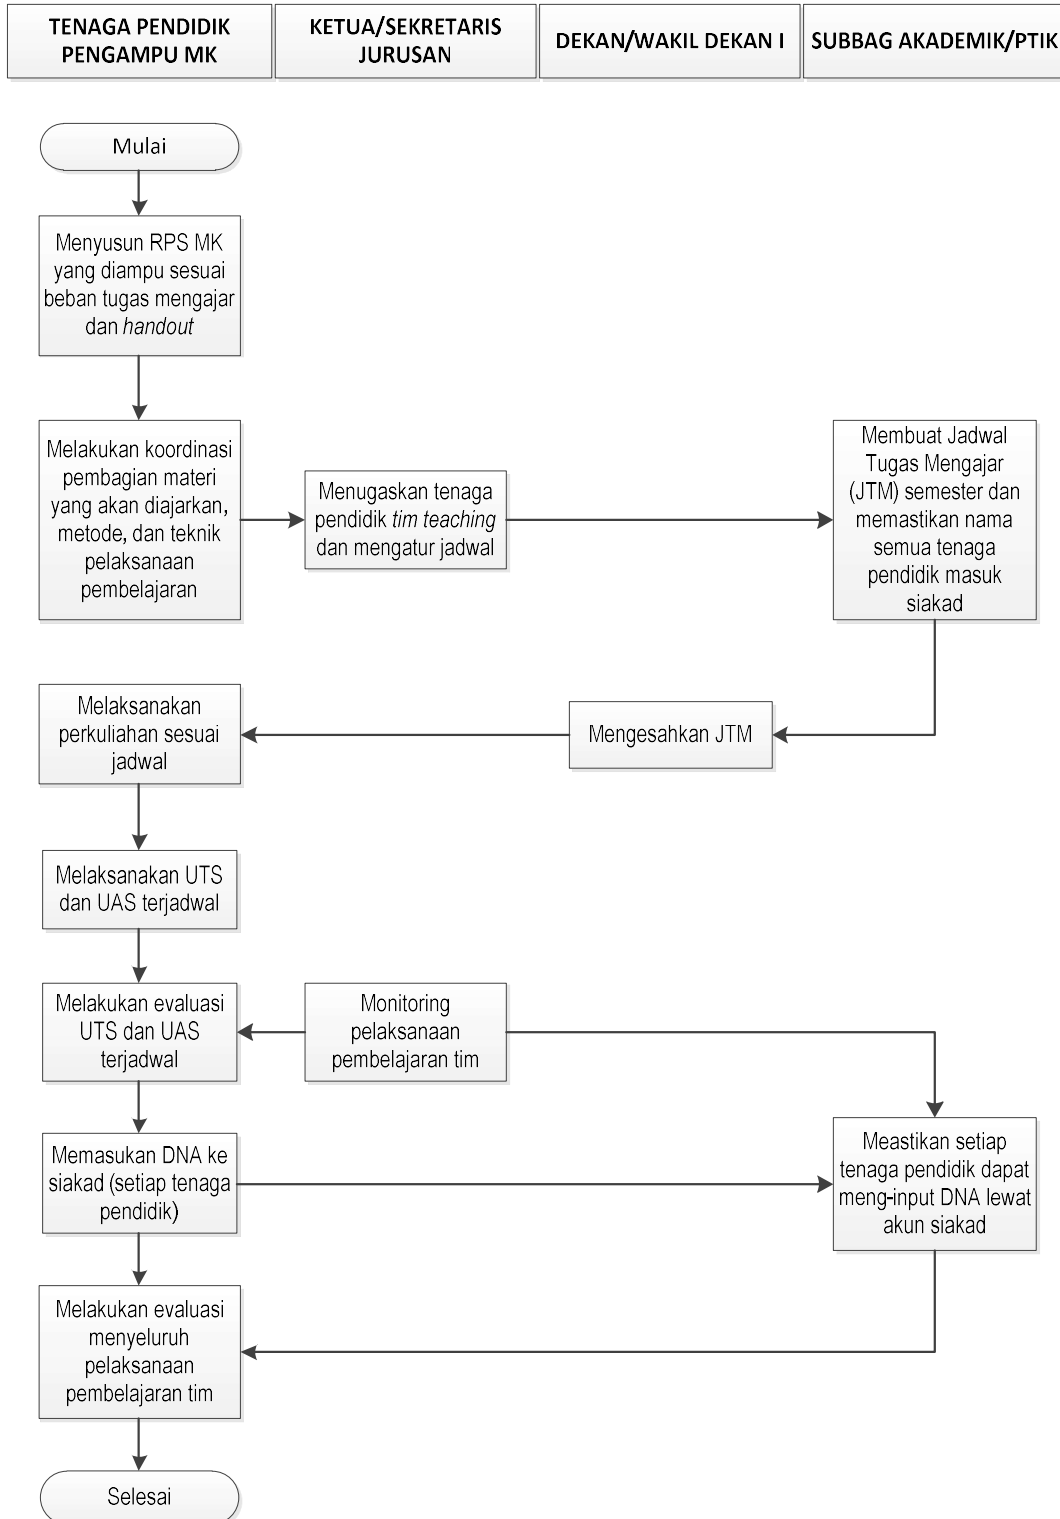 TENAGA PENDIDIK
PENGAMPU MK
KETUA/SEKRETARIS
JURUSAN
DEKAN/WAKIL DEKAN I
SUBBAG AKADEMIK/PTIK
Mulai
Menyusun RPS MK
yang diampu sesuai
beban tugas mengajar
dan handout
Melakukan koordinasi
pembagian materi
yang akan diajarkan,
metode, dan teknik
pelaksanaan
pembelajaran
Menugaskan tenaga
pendidik tim teaching
dan mengatur jadwal
Membuat Jadwal
Tugas Mengajar
(JTM) semester dan
memastikan nama
semua tenaga
pendidik masuk
siakad
Melaksanakan
perkuliahan sesuai
jadwal
Mengesahkan JTM
Melaksanakan UTS
dan UAS terjadwal
Melakukan evaluasi
UTS dan UAS
terjadwal
Monitoring
pelaksanaan
pembelajaran tim
Memasukan DNA ke
siakad (setiap tenaga
pendidik)
Meastikan setiap
tenaga pendidik dapat
meng-input DNA lewat
akun siakad
Melakukan evaluasi
menyeluruh
pelaksanaan
pembelajaran tim
Selesai